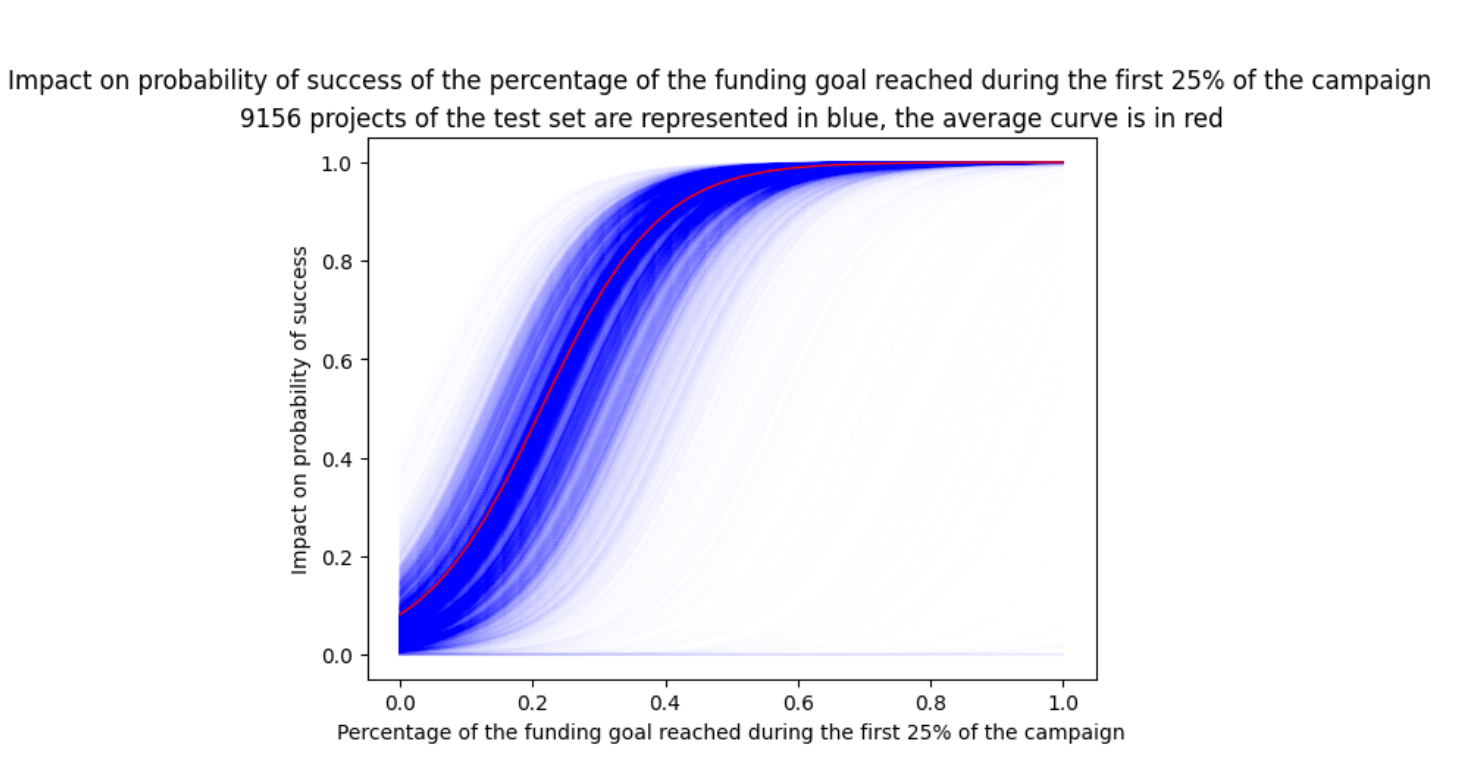 Impact on probability of success of the percentage of the funding goal reached during the first 25% of the campaign
9156 projects of the test set are represented in blue, the average curve is in red
Impact on probability of success
1.0
0.8
0.6
0.4
0.2
0.0
0.0 0.2 0.4 0.6 0.8 1.0
Percentage of the funding goal reached during the first 25% of the campaign